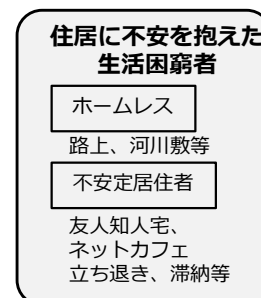 住居に不安を抱えた
生活困窮者
ホームレス
路上、河川敷等
不安定居住者
友人知人宅、
ネットカフェ
立ち退き、滞納等